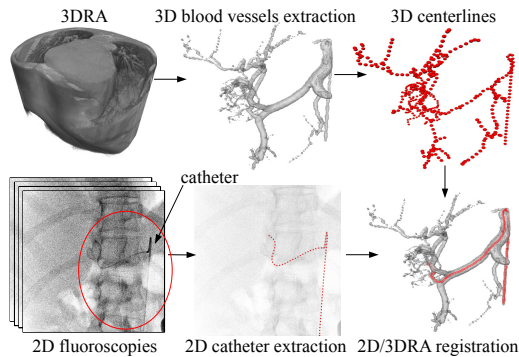 3DRA
3D blood vessels extraction
3D centerlines
catheter
2D fluoroscopies
2D catheter extraction
2D/3DRA registration